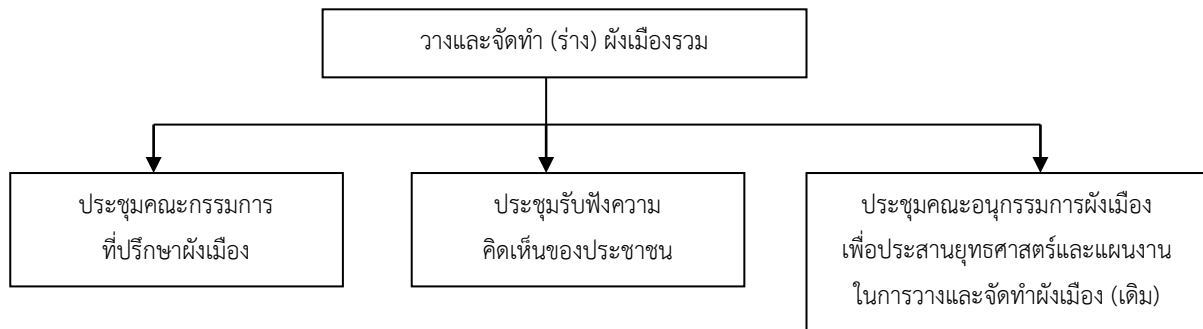 วางและจัดทำ (ร่าง) ผังเมืองรวม
ประชุมคณะกรรมการ
ที่ปรึกษาผังเมือง
ประชุมรับฟังความ
คิดเห็นของประชาชน
ประชุมคณะอนุกรรมการผังเมือง
เพื่อประสานยุทธศาสตร์และแผนงาน
ในการวางและจัดทำผังเมือง (เดิม)